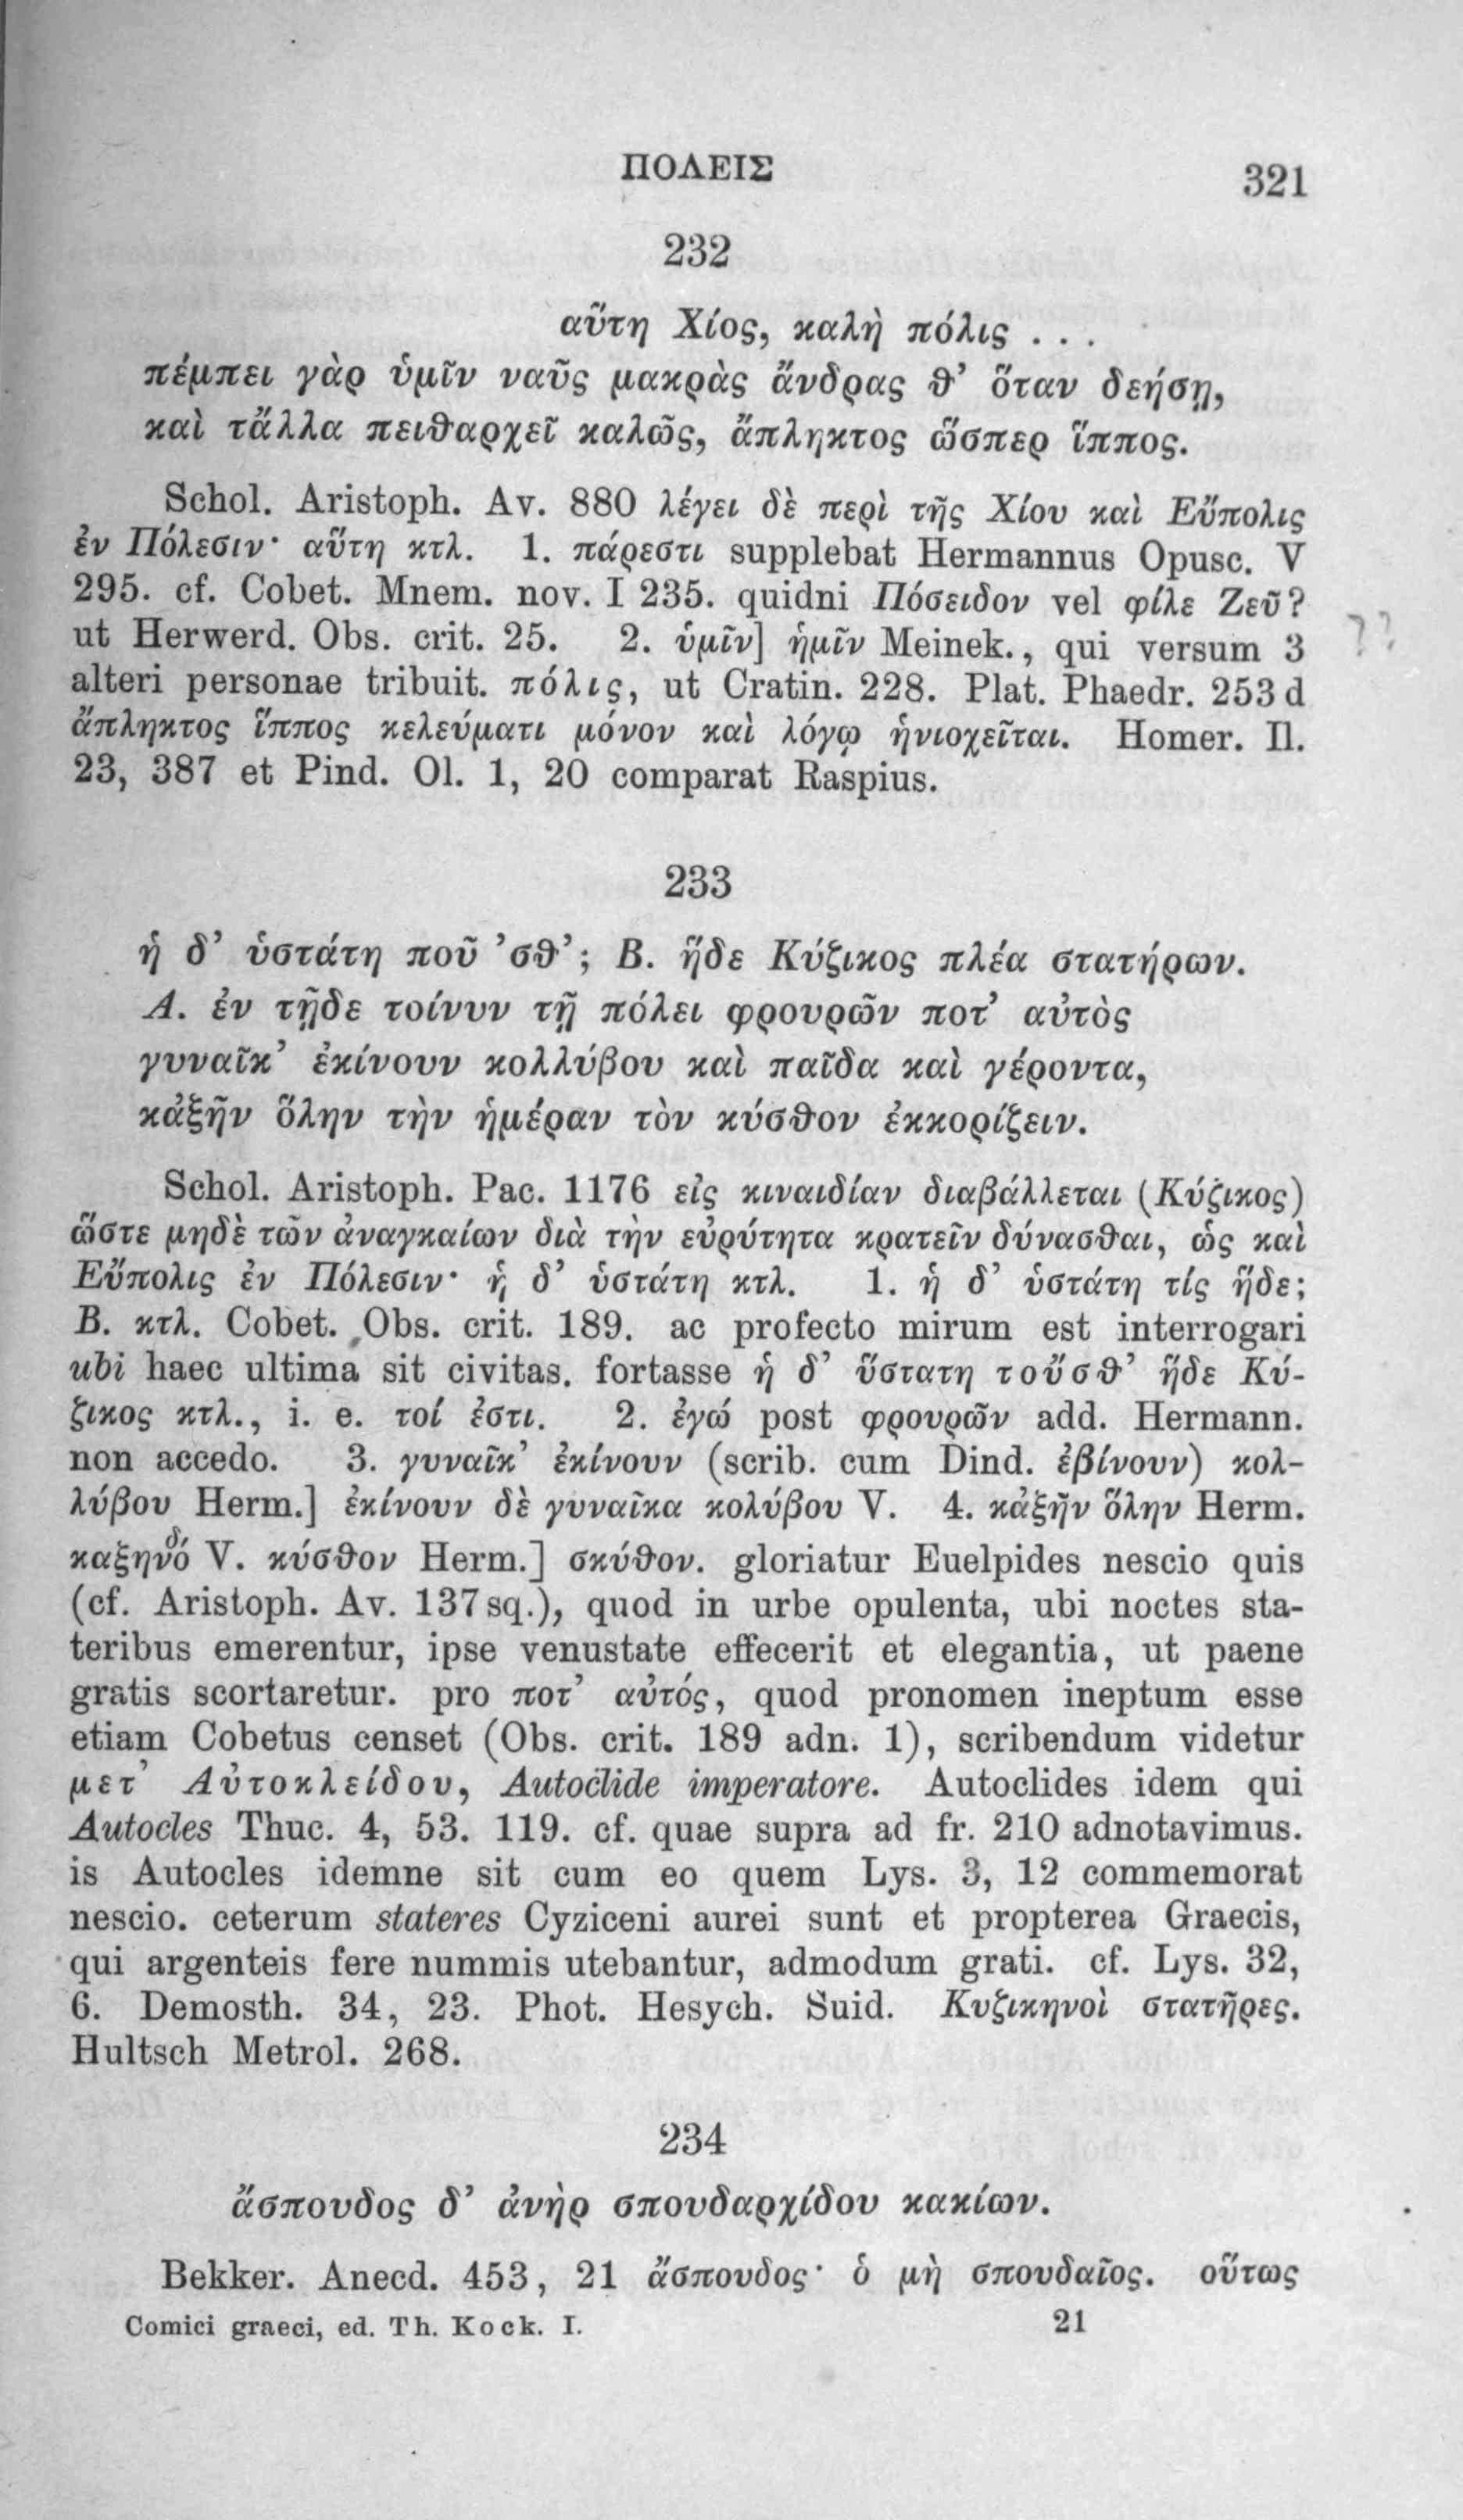 ΠΟΛΕΙΣ
321
232
αὕτη Χίος, καλὴ πόλις . . .
πέμπει γὰρ ὑμῖν ναῦς μακρὰς ἄνδρας θ’ ὅταν δεήσῃ,
καὶ τἄλλα πειθαρχεῖ καλῶς, ἄπληκτος ὥσπερ ἵππος.
Schol. Aristoph. Av. 880 λέγει δὲ περὶ τῆς Χίου καὶ Εὔπολις
ἐν Πόλεσιν· αὕτη κτλ. 1. πάρεστι supplebat Hermannus Opusc. V
295. cf. Cobet. Mnem. nov. I 235. quidni Πόσειδον vel φίλε Ζεῦ?
ut Herwerd. Obs. crit. 25. 2. ὑμῖν] ἡμῖν Meinek., qui versum 3
??
alteri personae tribuit. πόλις, ut Cratin. 228. Plat. Phaedr. 253 d
ἄπληκτος ἵππος κελεύματι μόνον καὶ λόγῳ ἡνιοχεῖται. Homer. Il.
23, 387 et Pind. Ol. 1, 20 comparat Raspius.
233
ἡ δ’ ὑστάτη ποῦ ’σθ’; Β. ἥδε Κύζικος πλέα στατήρων.
Α. ἐν τῇδε τοίνυν τῇ πόλει φρουρῶν ποτ’ αὐτὸς
γυναῖκ’ ἐκίνουν κολλύβου καὶ παῖδα καὶ γέροντα,
κἀξῆν ὅλην τὴν ἡμέραν τὸν κύσθον ἐκκορίζειν.
Schol. Aristoph. Pac. 1176 εἰς κιναιδίαν διαβάλλεται (Κύζικος)
ὥστε μηδὲ τῶν ἀναγκαίων διὰ τὴν εὐρύτητα κρατεῖν δύνασθαι, ὡς καὶ
Εὔπολις ἐν Πόλεσιν· ἡ δ’ ὑστάτη κτλ. 1. ἡ δ’ ὑστάτη τίς ἥδε;
Β. κτλ. Cobet. Obs. crit. 189. ac profecto mirum est interrogari
ubi haec ultima sit civitas. fortasse ἡ δ’ ὕστατη τοὔσθ’ ἥδε Κύ-
ζικος κτλ., i. e. τοί ἐστι. 2. ἐγώ post φρουρῶν add. Hermann.
non accedo. 3. γυναῖκ’ ἐκίνουν (scrib. cum Dind. ἐβίνουν) κολ-
λύβου Herm.] ἐκίνουν δὲ γυναῖκα κολύβου V. 4. κἀξῆν ὅλην Herm.
καξηνό V. κύσθον Herm.] σκύθον. gloriatur Euelpides nescio quis
(cf. Aristoph. Av. 137 sq.), quod in urbe opulenta, ubi noctes sta-
teribus emerentur, ipse venustate effecerit et elegantia, ut paene
gratis scortaretur. pro ποτ’ αὐτός, quod pronomen ineptum esse
etiam Cobetus censet (Obs. crit. 189 adn. 1), scribendum videtur
μετ’ Αὐτοκλείδου, Autoclide imperatore. Autoclides idem qui
Autocles Thuc. 4, 53. 119. cf. quae supra ad fr. 210 adnotavimus.
is Autocles idemne sit cum eo quem Lys. 3, 12 commemorat
nescio. ceterum stateres Cyziceni aurei sunt et propterea Graecis,
qui argenteis fere nummis utebantur, admodum grati. cf. Lys. 32,
6. Demosth. 34, 23. Phot. Hesych. Suid. Κυζικηνοὶ στατῆρες.
Hultsch Metrol. 268.
234
ἄσπουδος δ’ ἀνὴρ σπουδαρχίδου κακίων.
Bekker. Anecd. 453, 21 ἄσπουδος· ὁ μὴ σπουδαῖος. οὕτως
Comici graeci, ed. Th. Kock. I.
21